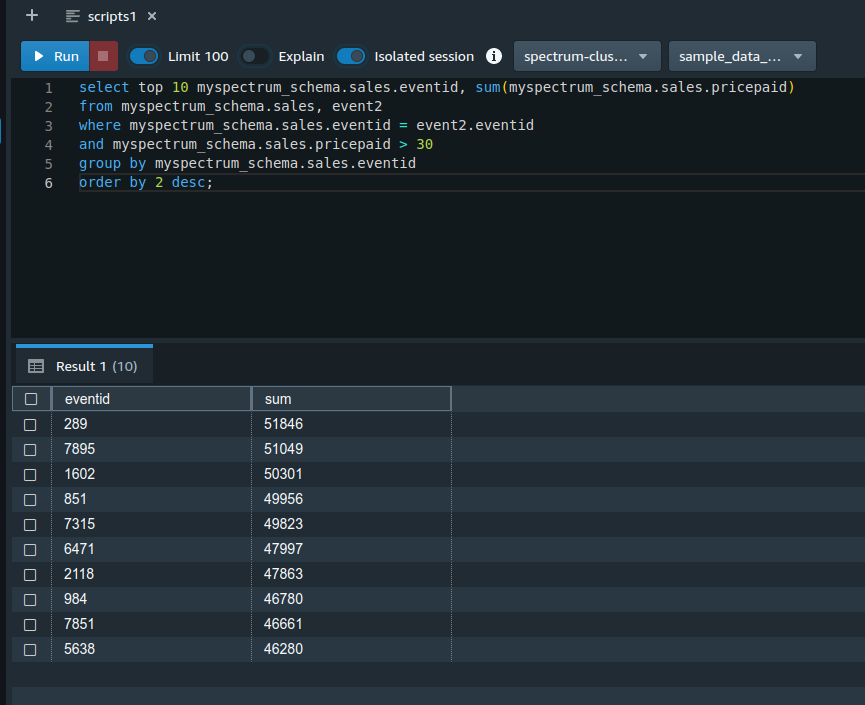 + scripts1 ×
Run Limit 100 Explain Isolated session i spectrum-clus... sample_data_...
1 select top 10 myspectrum_schema.sales.eventid, sum(myspectrum_schema.sales.pricepaid)
2 from myspectrum_schema.sales, event2
3 where myspectrum_schema.sales.eventid = event2.eventid
4 and myspectrum_schema.sales.pricepaid > 30
5 group by myspectrum_schema.sales.eventid
6 order by 2 desc;
Result 1 (10)
eventid sum
289 51846
7895 51049
1602 50301
851 49956
7315 49823
6471 47997
2118 47863
984 46780
7851 46661
5638 46280